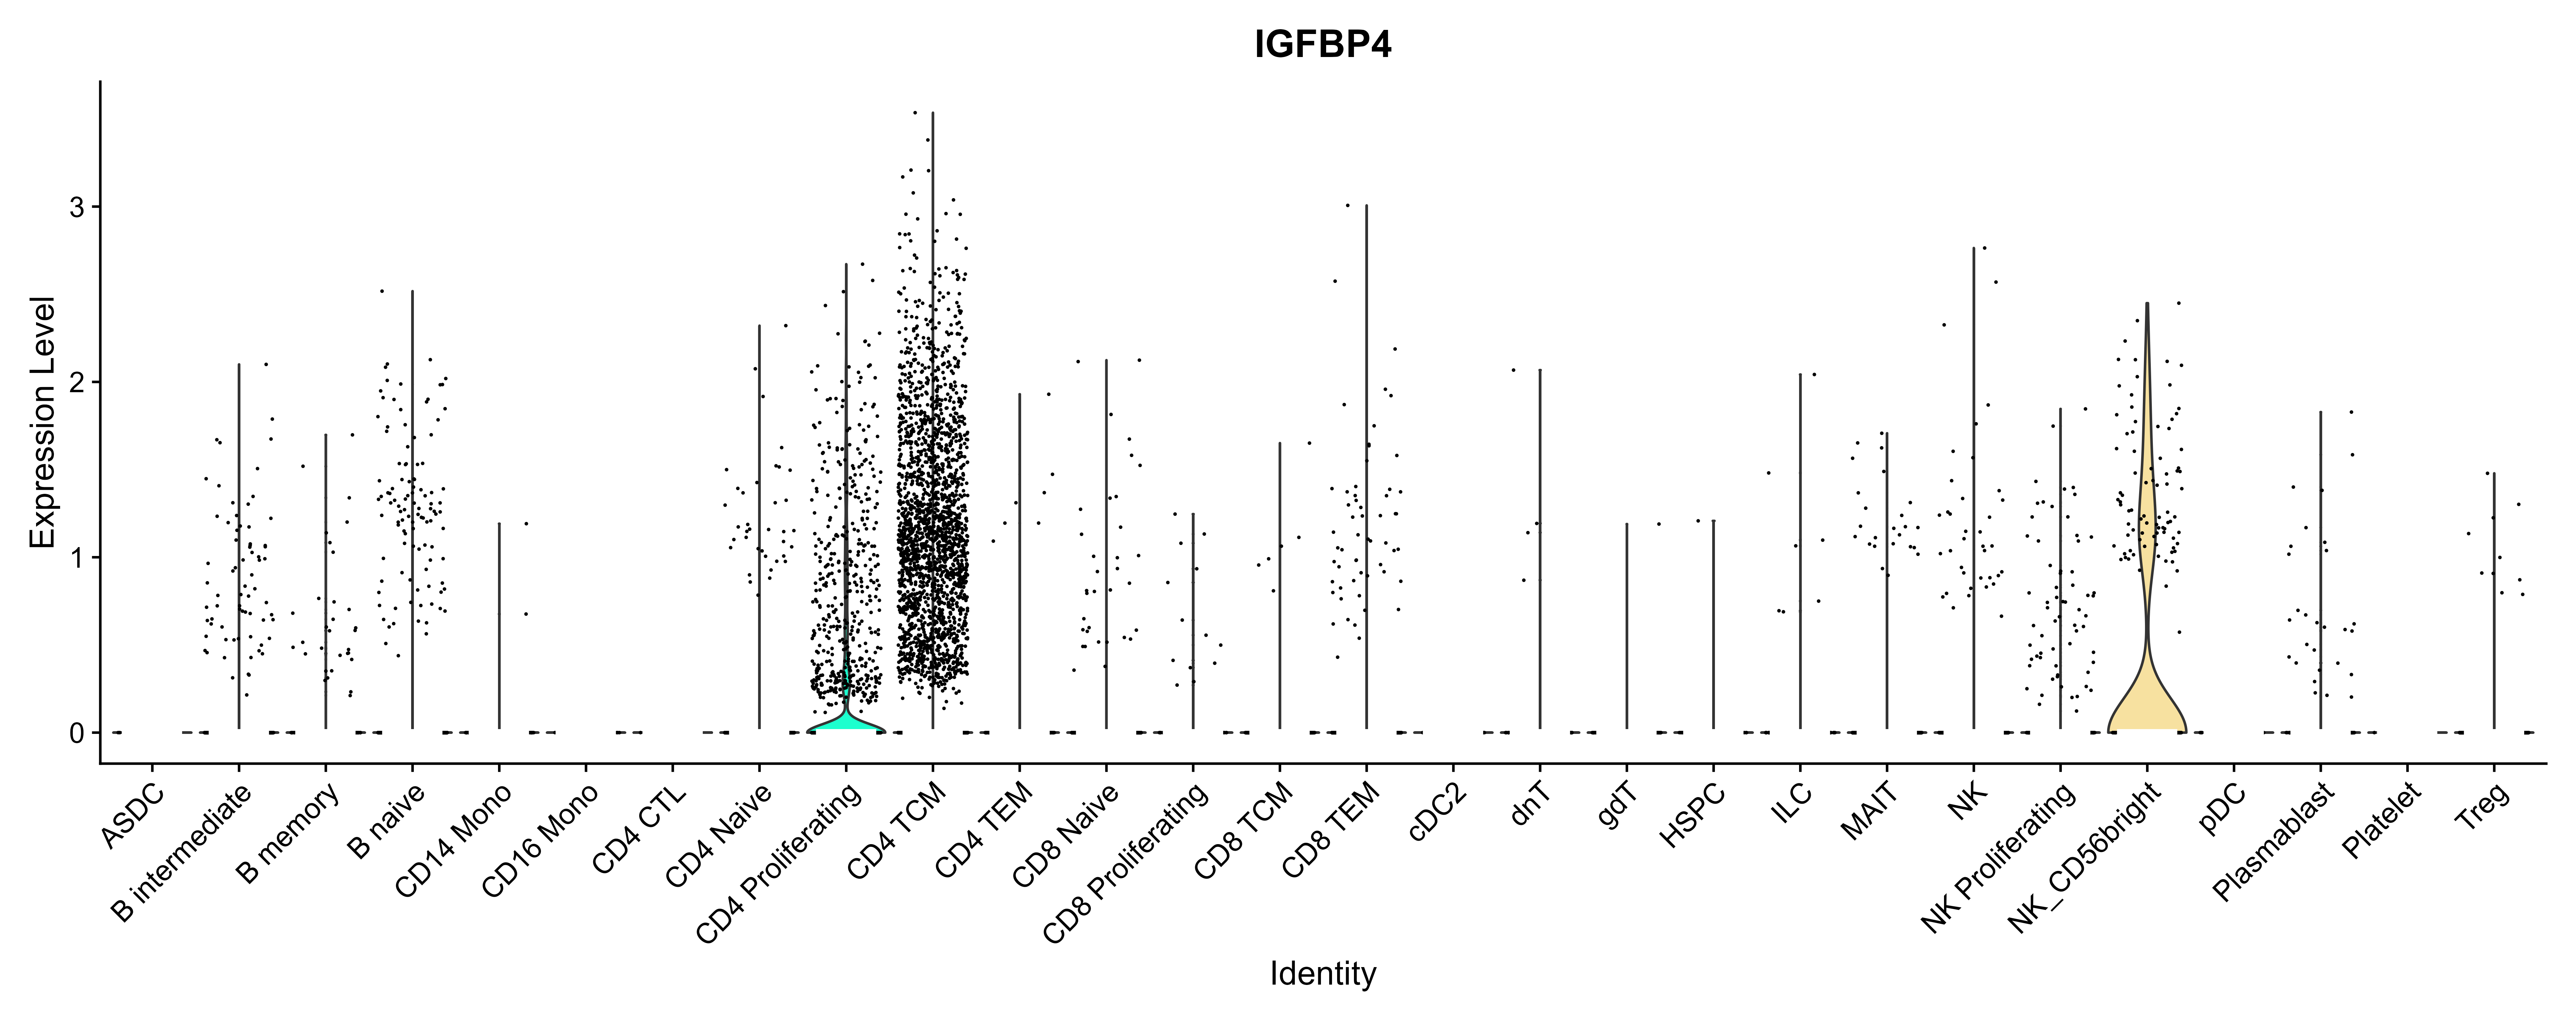 IGFBP4
Expression Level
3
2
1
0
ASDC
B intermediate
B memory
B naive
CD14 Mono
CD16 Mono
CD4 CTL
CD4 Naive
CD4 Proliferating
CD4 TCM
CD4 TEM
CD8 Naive
CD8 Proliferating
CD8 TCM
CD8 TEM
cDC2
dnT
gdT
HSPC
ILC
MAIT
NK
NK Proliferating
NK_CD56bright
pDC
Plasmablast
Platelet
Treg
Identity